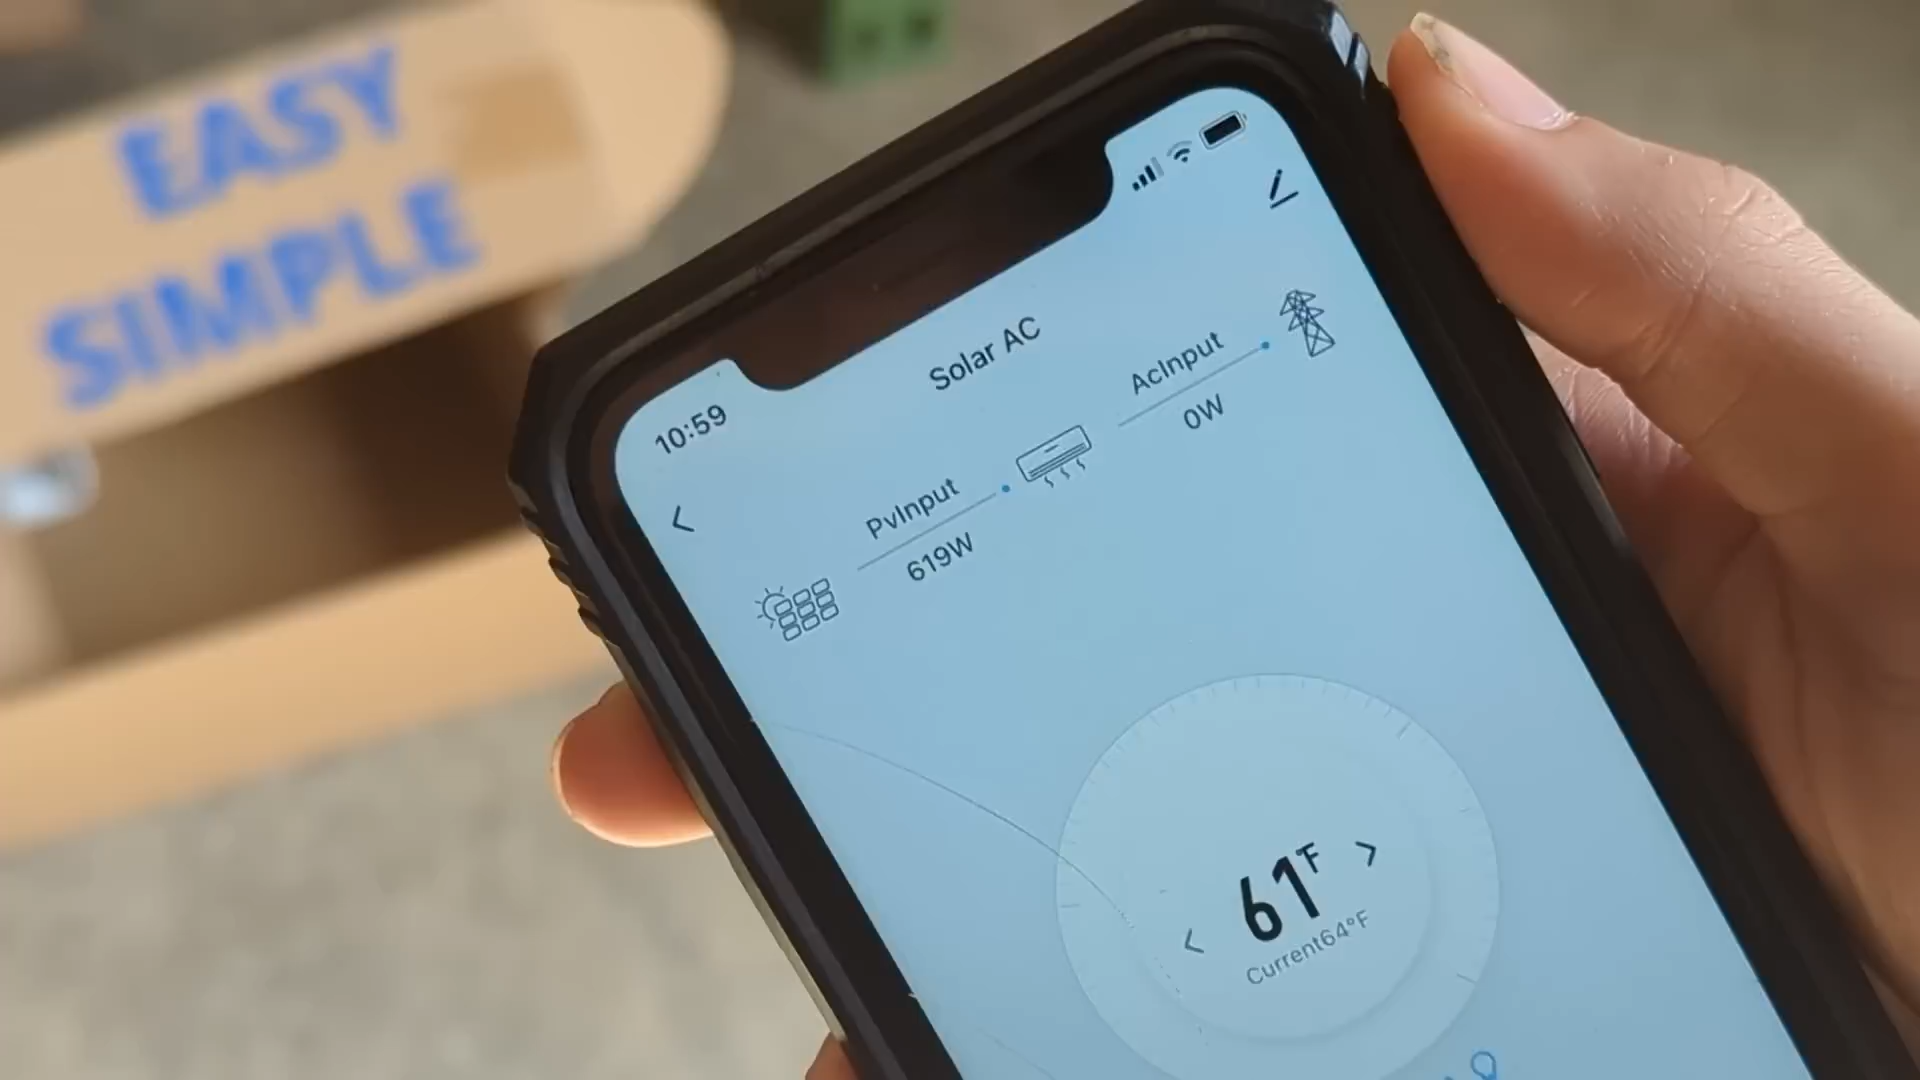 EASY
SIMPLE
10:59
Solar AC
PvInput
619W
AcInput
0W
61°F
Current64°F